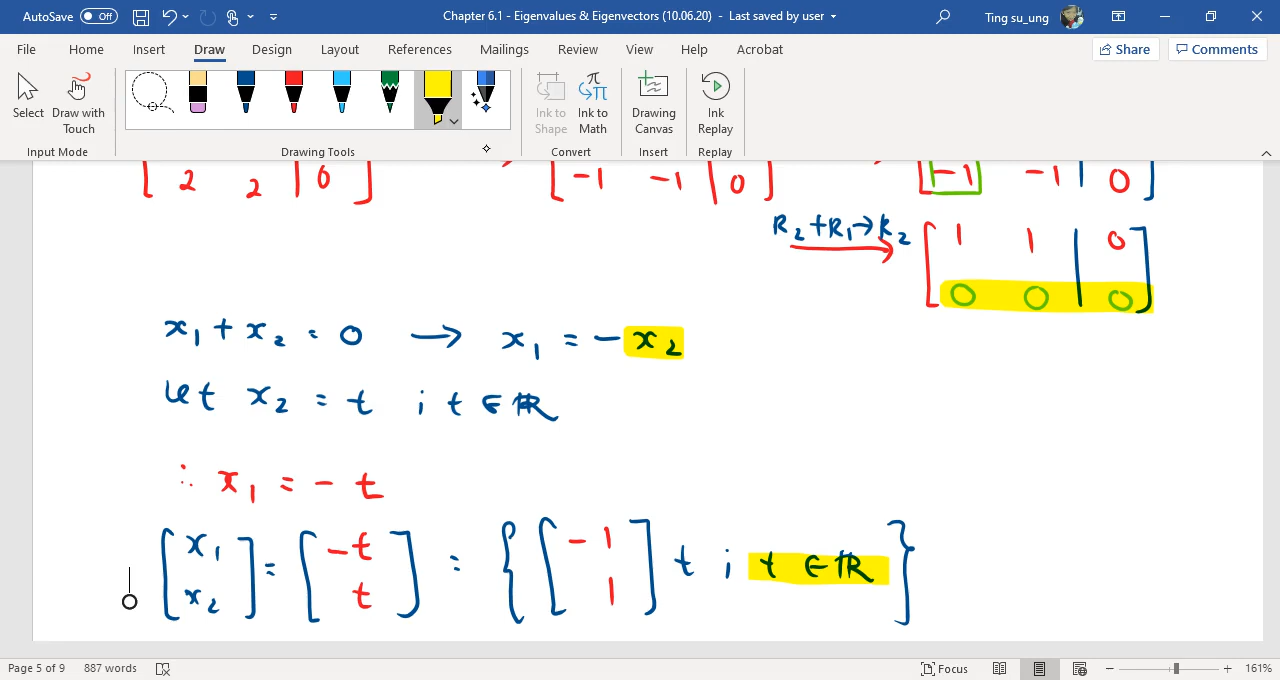 AutoSave Off Chapter 6.1 - Eigenvalues & Eigenvectors (10.06.20) - Last saved by user Ting su_ung
File Home Insert Draw Design Layout References Mailings Review View Help Acrobat Share Comments
Select Draw with Touch Ink to Shape Ink to Math Drawing Canvas Ink Replay
Input Mode Drawing Tools Convert Insert Replay
[ 2 2 | 0 ] → [ -1 -1 | 0 ] → [ -1 -1 | 0 ]
R2 + R1 → R2 [ 1 1 | 0
0 0 | 0 ]
x1 + x2 = 0 → x1 = - x2
let x2 = t ; t ∈ ℝ
∴ x1 = - t
[ x1 ] = [ -t ] = { [ -1 ] t ; t ∈ ℝ }
[ x2 ] [ t ] [ 1 ]
Page 5 of 9 887 words Focus 161%